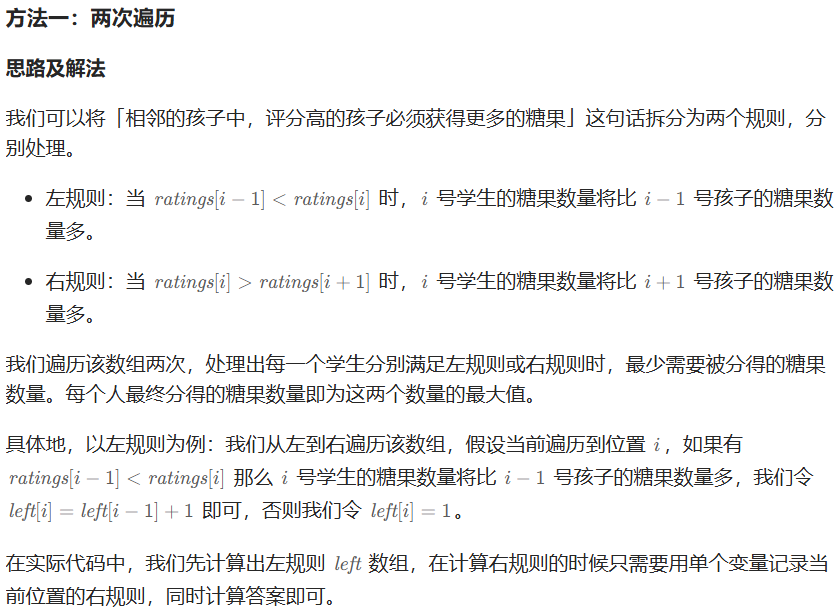 方法一：两次遍历
思路及解法
我们可以将「相邻的孩子中，评分高的孩子必须获得更多的糖果」这句话拆分为两个规则，分
别处理。
• 左规则：当 ratings[i − 1] < ratings[i] 时，i 号学生的糖果数量将比 i − 1 号孩子的糖果数
量多。
• 右规则：当 ratings[i] > ratings[i + 1] 时，i 号学生的糖果数量将比 i + 1 号孩子的糖果数
量多。
我们遍历该数组两次，处理出每一个学生分别满足左规则或右规则时，最少需要被分得的糖果
数量。每个人最终分得的糖果数量即为这两个数量的最大值。
具体地，以左规则为例：我们从左到右遍历该数组，假设当前遍历到位置 i，如果有
ratings[i − 1] < ratings[i] 那么 i 号学生的糖果数量将比 i − 1 号孩子的糖果数量多，我们令
left[i] = left[i − 1] + 1 即可，否则我们令 left[i] = 1。
在实际代码中，我们先计算出左规则 left 数组，在计算右规则的时候只需要用单个变量记录当
前位置的右规则，同时计算答案即可。